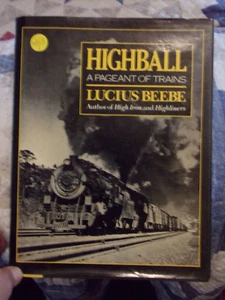 HIGHBALL
A PAGEANT OF TRAINS
LUCIUS BEEBE
Author of High Iron and Highliners